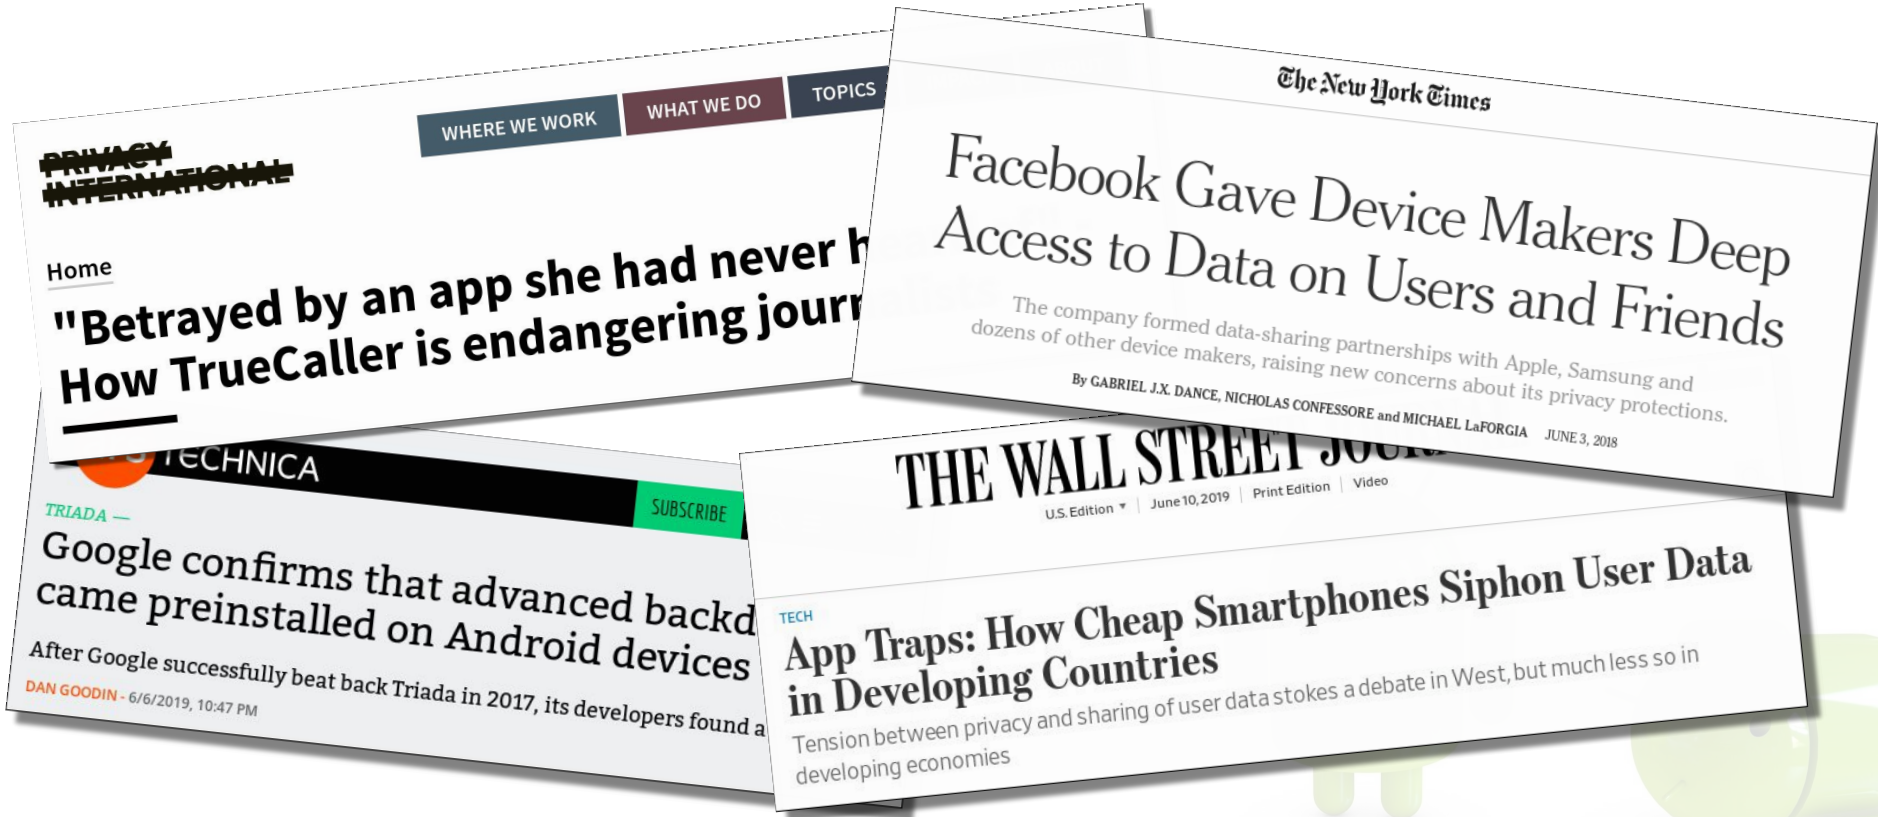 PRIVACY
INTERNATIONAL
WHERE WE WORK
WHAT WE DO
TOPICS
Home
"Betrayed by an app she had never h
How TrueCaller is endangering journalists
The New York Times
Facebook Gave Device Makers Deep
Access to Data on Users and Friends
The company formed data-sharing partnerships with Apple, Samsung and
dozens of other device makers, raising new concerns about its privacy protections.
By GABRIEL J.X. DANCE, NICHOLAS CONFESSORE and MICHAEL LaFORGIA JUNE 3, 2018
TECHNICA
SUBSCRIBE
TRIADA —
Google confirms that advanced backd
came preinstalled on Android devices
After Google successfully beat back Triada in 2017, its developers found a
DAN GOODIN - 6/6/2019, 10:47 PM
THE WALL STREET JOUR
U.S. Edition ▼ | June 10, 2019 | Print Edition | Video
TECH
App Traps: How Cheap Smartphones Siphon User Data
in Developing Countries
Tension between privacy and sharing of user data stokes a debate in West, but much less so in
developing economies